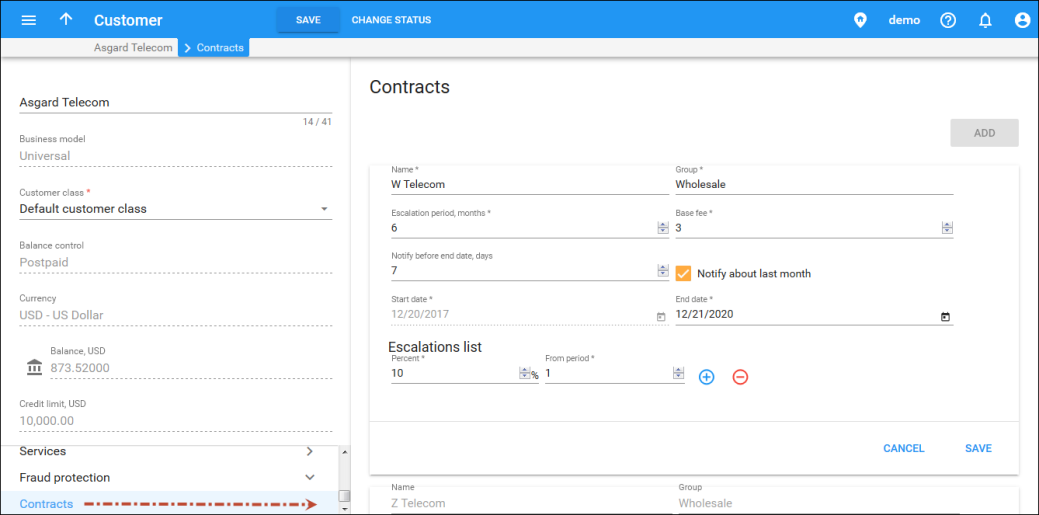 Customer
SAVE
CHANGE STATUS
demo
Asgard Telecom
Contracts
Asgard Telecom
14 / 41
Business model
Universal
Customer class *
Default customer class
Balance control
Postpaid
Currency
USD - US Dollar
Balance, USD
873.52000
Credit limit, USD
10,000.00
Services
Fraud protection
Contracts
Contracts
ADD
Name *
W Telecom
Group *
Wholesale
Escalation period, months *
6
Base fee *
3
Notify before end date, days
7
Notify about last month
Start date *
12/20/2017
End date *
12/21/2020
Escalations list
Percent *
10
%
From period *
1
CANCEL
SAVE
Name
Z Telecom
Group
Wholesale